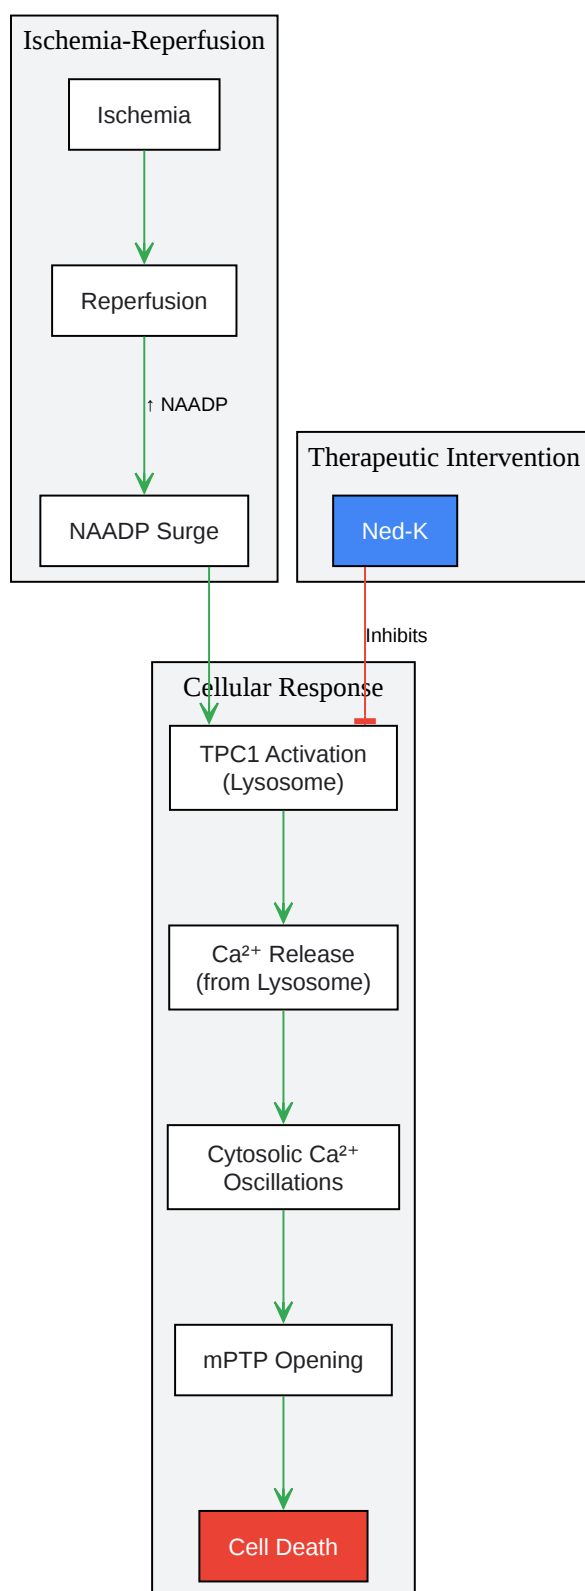 Ischemia-Reperfusion
Ischemia
Reperfusion
↑ NAADP
NAADP Surge
Therapeutic Intervention
Ned-K
Inhibits
Cellular Response
TPC1 Activation
(Lysosome)
Ca²⁺ Release
(from Lysosome)
Cytosolic Ca²⁺
Oscillations
mPTP Opening
Cell Death